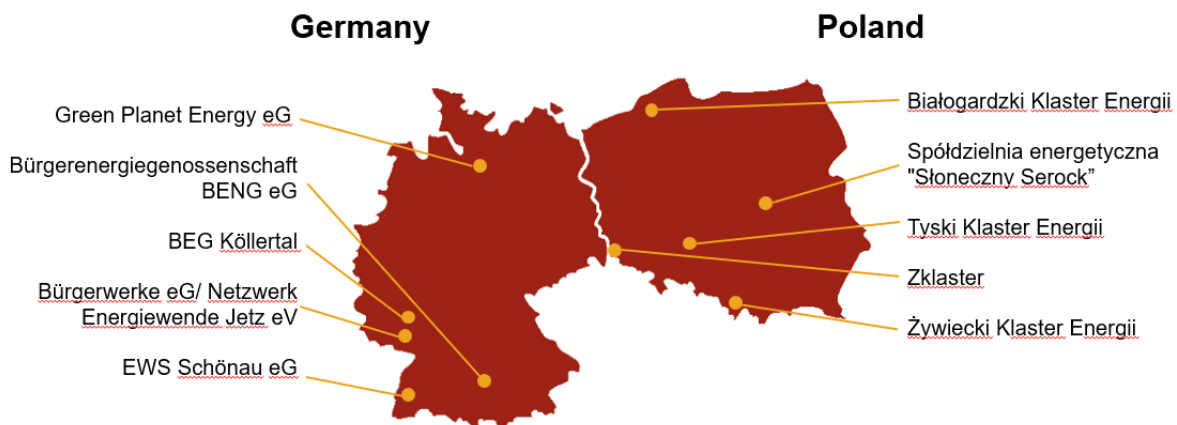 Germany
Poland
Green Planet Energy eG
Bürgerenergiegenossenschaft
BENG eG
BEG Köllertal
Bürgerwerke eG/ Netzwerk
Energiewende Jetz eV
EWS Schönau eG
Białogardzki Klaster Energii
Spółdzielnia energetyczna
"Słoneczny Serock”
Tyski Klaster Energii
Zklaster
Żywiecki Klaster Energii